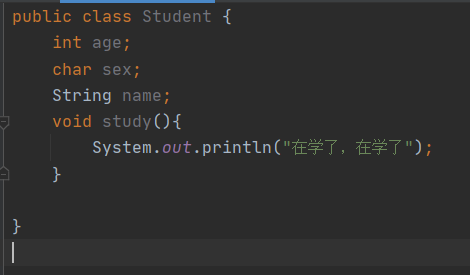 public class Student {
    int age;
    char sex;
    String name;
    void study(){
        System.out.println("在学了，在学了");
    }
}